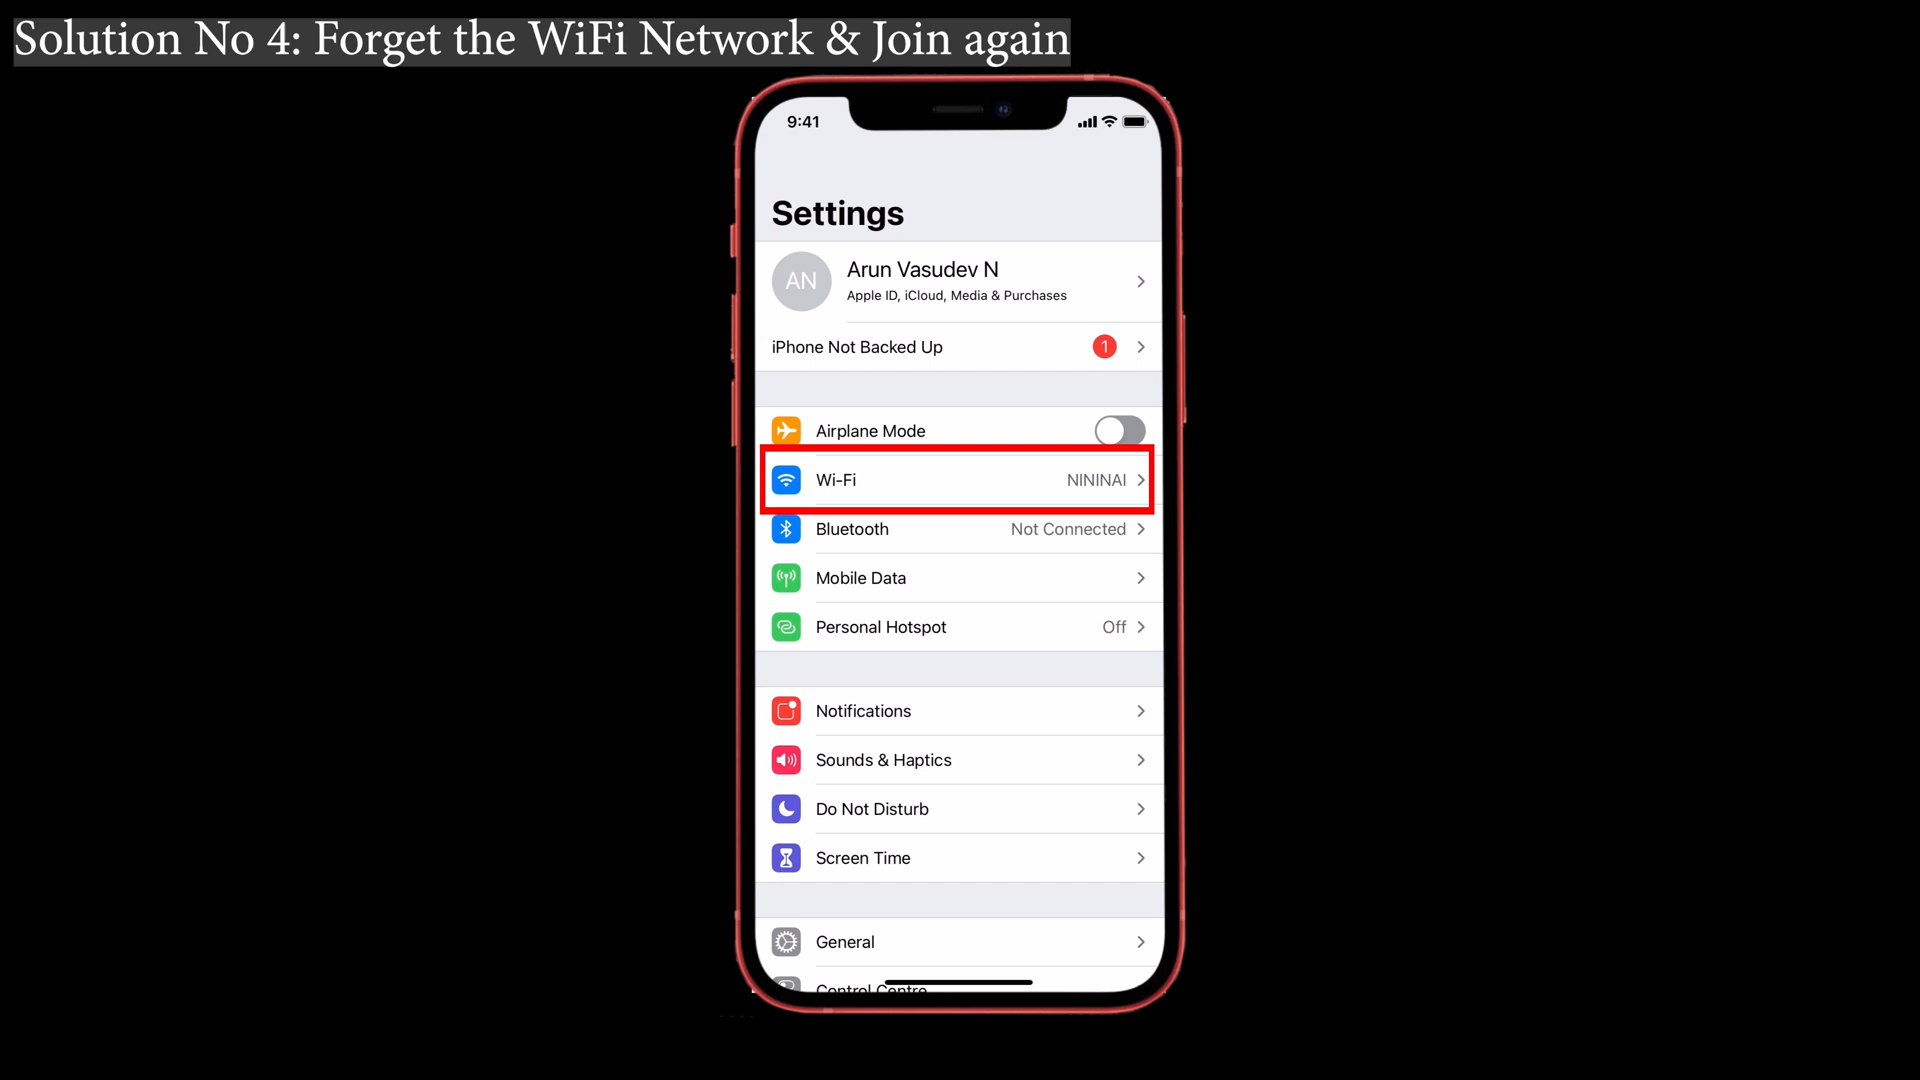 Solution No 4: Forget the WiFi Network & Join again
9:41
Settings
AN
Arun Vasudev N
Apple ID, iCloud, Media & Purchases
iPhone Not Backed Up 1
Airplane Mode
Wi-Fi NININAI
Bluetooth Not Connected
Mobile Data
Personal Hotspot Off
Notifications
Sounds & Haptics
Do Not Disturb
Screen Time
General
Control Centre